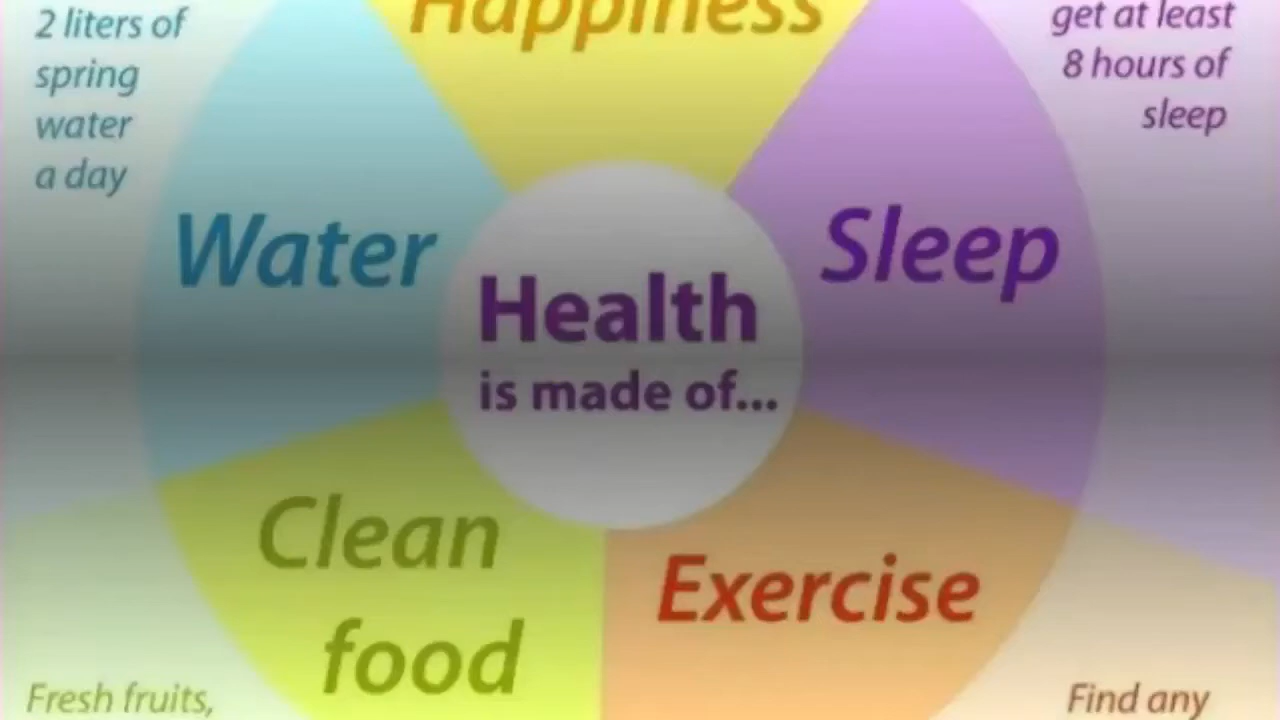 Happiness
2 liters of
spring
water
a day
get at least
8 hours of
sleep
Water
Sleep
Health
is made of...
Clean
food
Exercise
Fresh fruits,
Find any